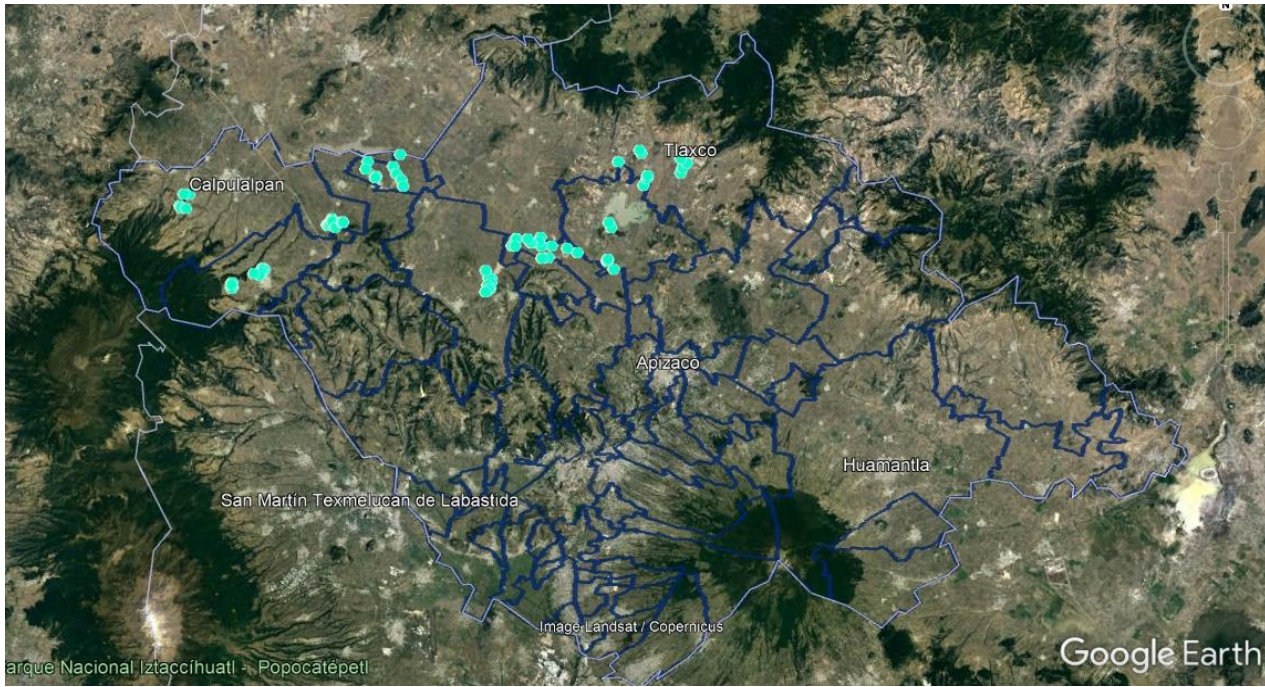 N
Tlaxco
Calpulalpan
Apizaco
Huamantla
San Martín Texmelucan de Labastida
Image Landsat / Copernicus
Google Earth
arque Nacional Iztaccíhuatl - Popocatépetl